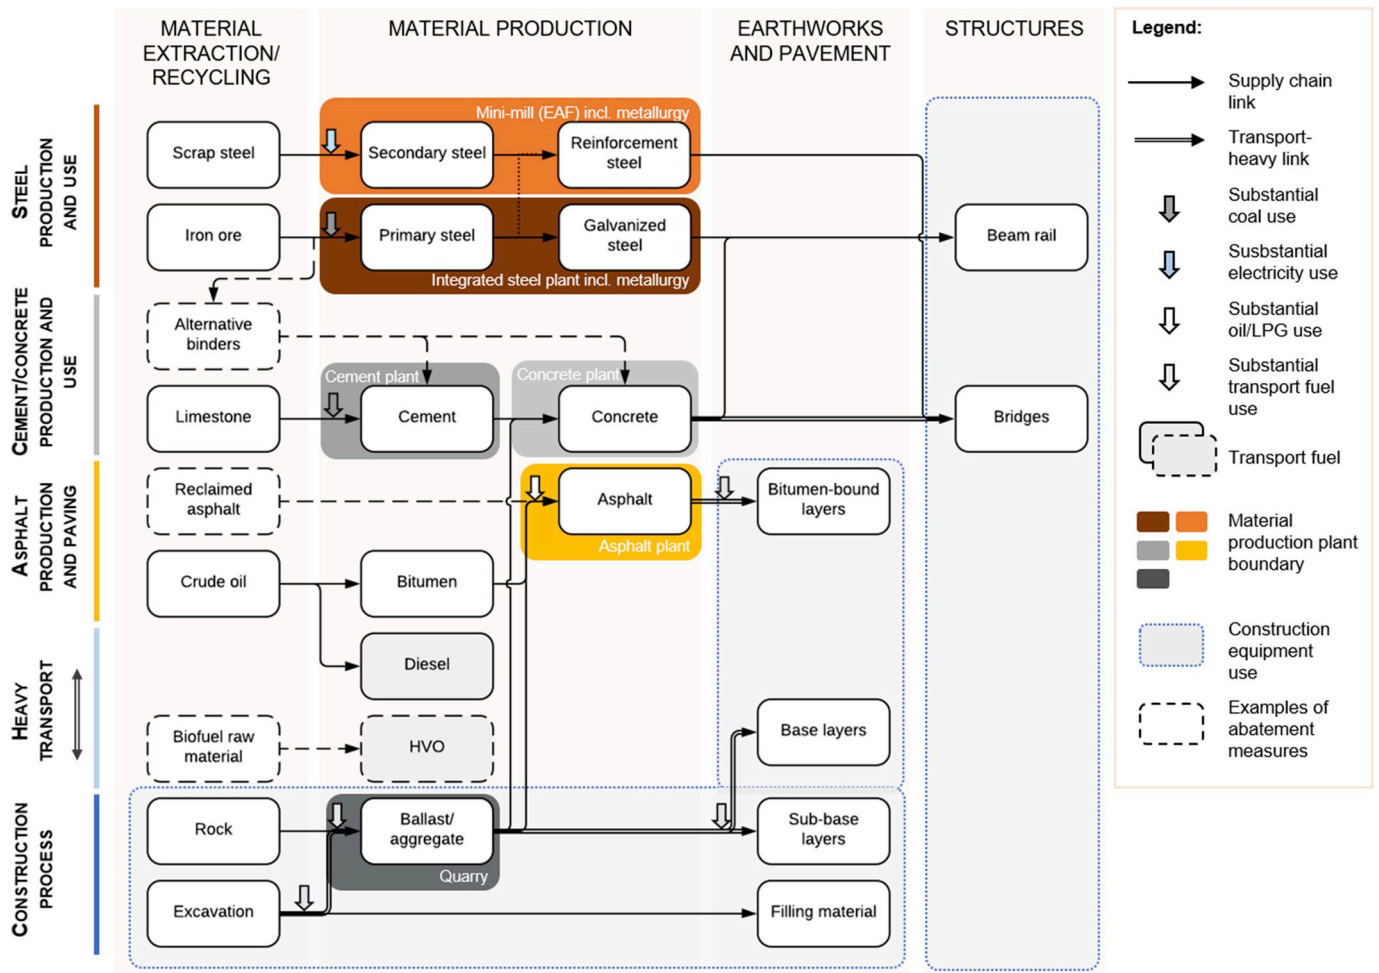 MATERIAL
EXTRACTION/
RECYCLING
MATERIAL PRODUCTION
EARTHWORKS
AND PAVEMENT
STRUCTURES
STEEL
PRODUCTION
AND USE
CEMENT/CONCRETE
PRODUCTION AND
USE
ASPHALT
PRODUCTION
AND PAVING
HEAVY
TRANSPORT
CONSTRUCTION
PROCESS
Mini-mill (EAF) incl. metallurgy
Scrap steel
Secondary steel
Reinforcement
steel
Iron ore
Primary steel
Galvanized
steel
Beam rail
Integrated steel plant incl. metallurgy
Alternative
binders
Cement plant
Concrete plant
Limestone
Cement
Concrete
Bridges
Reclaimed
asphalt
Asphalt
Bitumen-bound
layers
Asphalt plant
Crude oil
Bitumen
Diesel
Biofuel raw
material
HVO
Base layers
Rock
Ballast/
aggregate
Sub-base
layers
Quarry
Excavation
Filling material
Legend:
Supply chain
link
Transport-
heavy link
Substantial
coal use
Susbstantial
electricity use
Substantial
oil/LPG use
Substantial
transport fuel
use
Transport fuel
Material
production plant
boundary
Construction
equipment
use
Examples of
abatement
measures